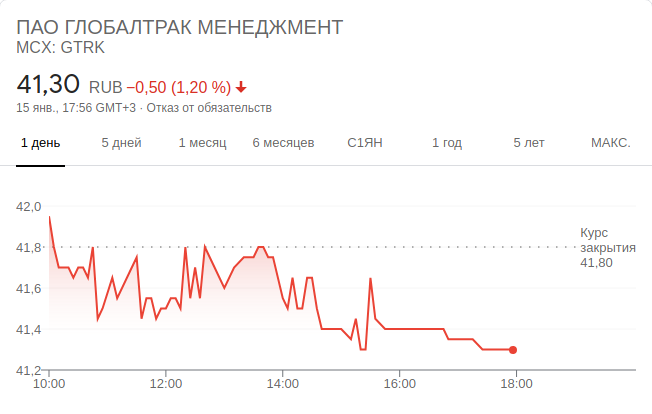 ПАО ГЛОБАЛТРАК МЕНЕДЖМЕНТ
MCX: GTRK
41,30 RUB −0,50 (1,20 %)
15 янв., 17:56 GMT+3 · Отказ от обязательств
1 день 5 дней 1 месяц 6 месяцев С1ЯН 1 год 5 лет МАКС.
42,0
Курс
41,8 закрытия
41,80
41,6
41,4
41,2
10:00 12:00 14:00 16:00 18:00